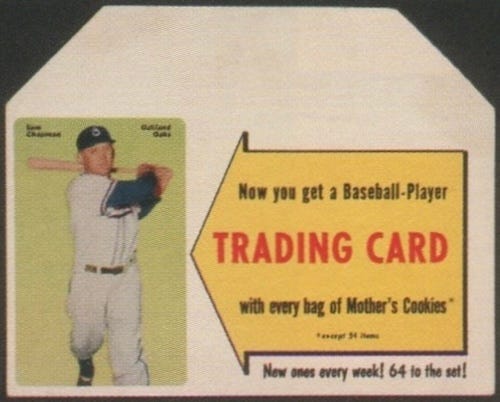 Sam Chapman
Oakland Oaks
Now you get a Baseball-Player
TRADING CARD
with every bag of Mother's Cookies*
*except 5¢ items
New ones every week! 64 to the set!